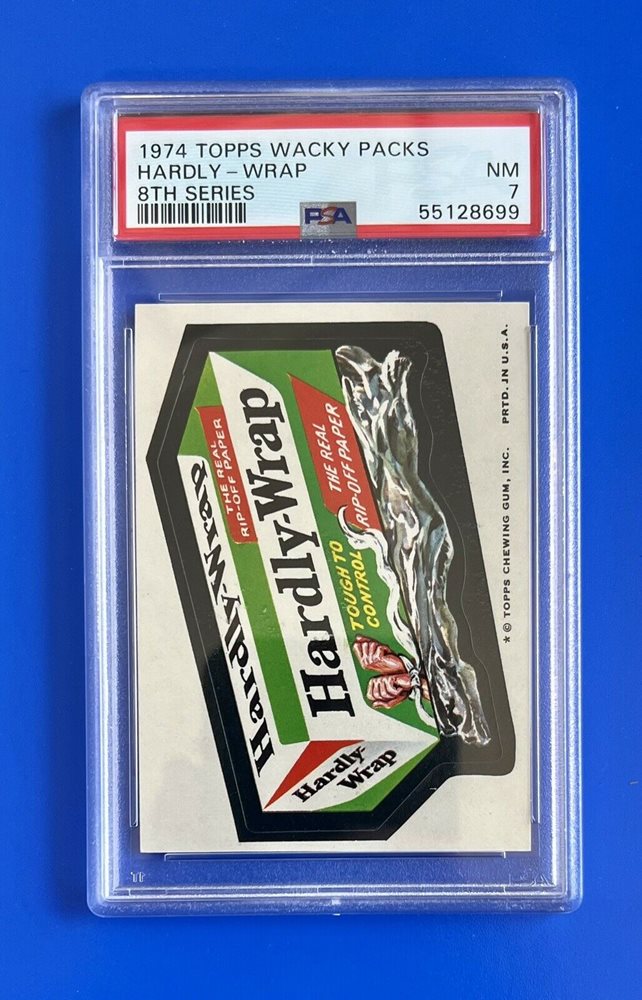 1974 TOPPS WACKY PACKS
HARDLY - WRAP NM
8TH SERIES 7
PSA 55128699
Hardly-Wrap
THE REAL
RIP-OFF PAPER
Hardly-Wrap
THE REAL
RIP-OFF PAPER
TOUGH TO
CONTROL
Hardly-
Wrap
* © TOPPS CHEWING GUM, INC. PRTD. IN U.S.A.